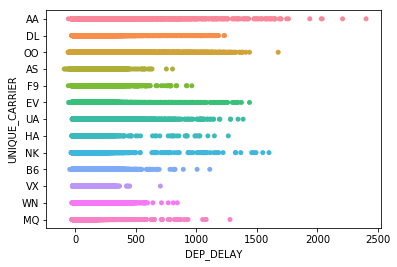 AA
DL
OO
AS
F9
EV
UA
HA
NK
B6
VX
WN
MQ
UNIQUE_CARRIER
0 500 1000 1500 2000 2500
DEP_DELAY